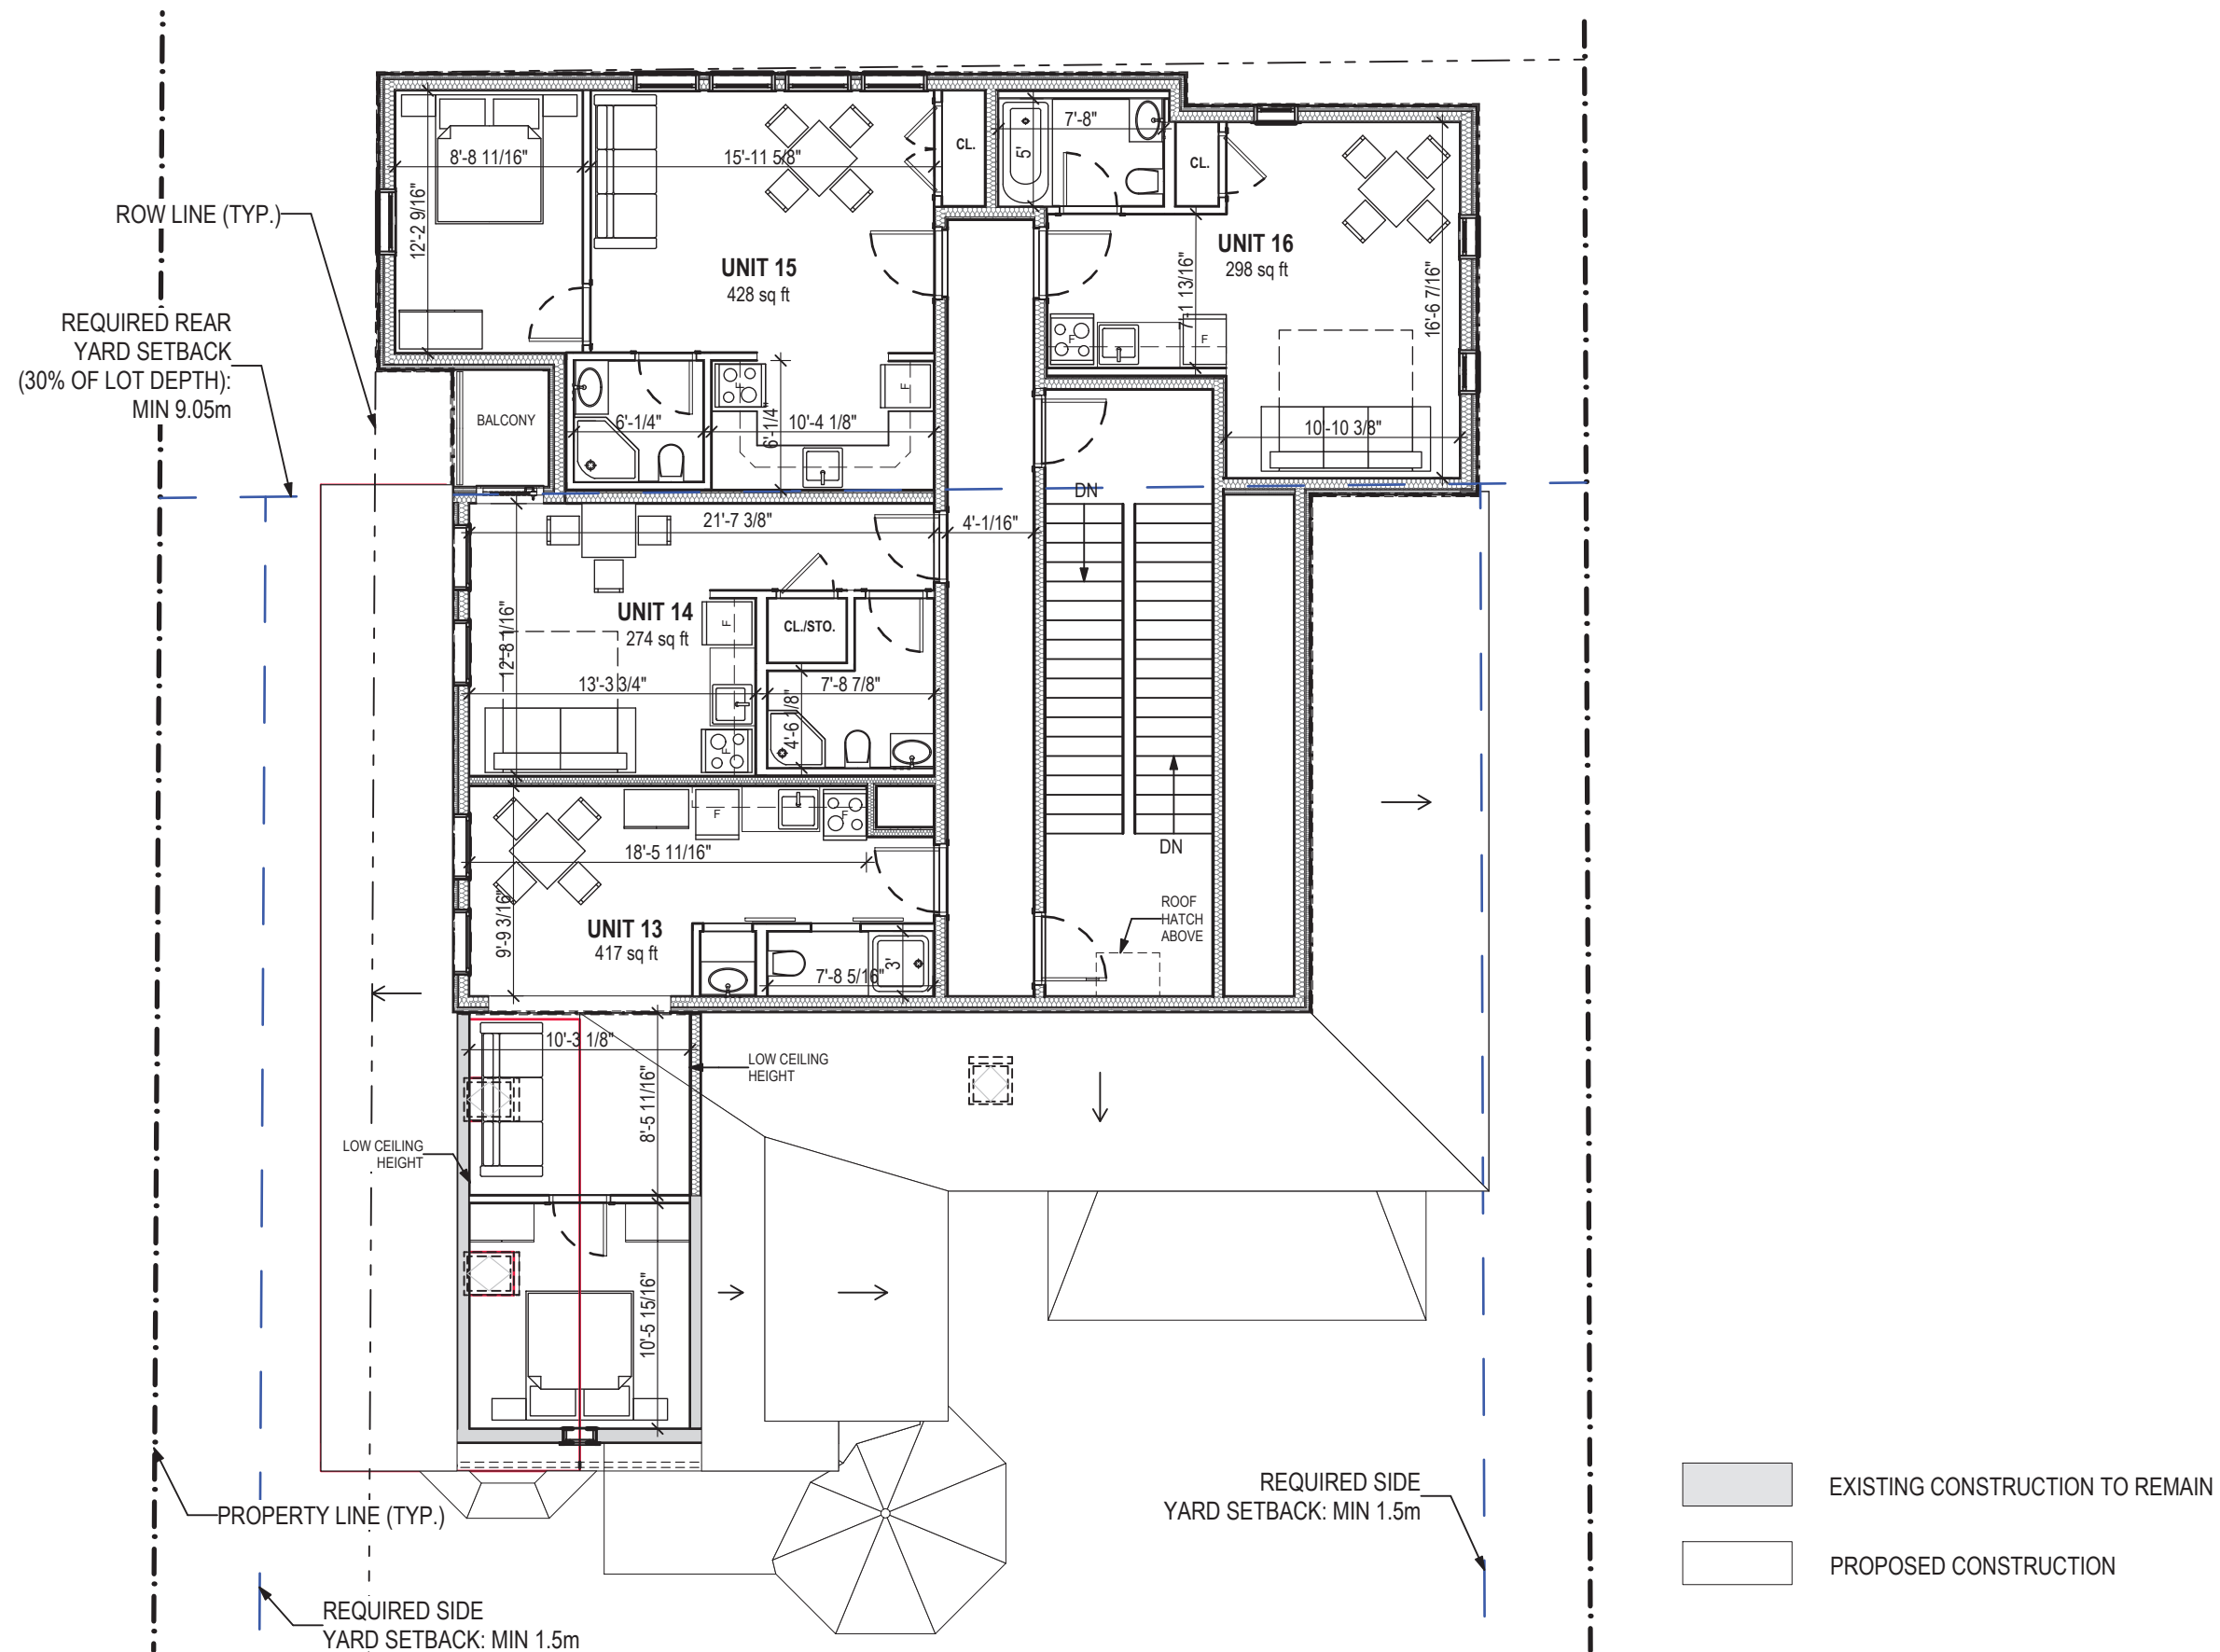 7'-8"
CL.
5'
CL.
8'-8 11/16"
15'-11 5/8"
12'-2 9/16"
ROW LINE (TYP.)
UNIT 15
428 sq ft
UNIT 16
298 sq ft
7'-1 13/16"
16'-6 7/16"
REQUIRED REAR
YARD SETBACK
(30% OF LOT DEPTH):
MIN 9.05m
F
F
F
F
BALCONY
6'-1/4"
6'-1/4"
10'-4 1/8"
10'-10 3/8"
DN
21'-7 3/8"
4'-1/16"
UNIT 14
274 sq ft
F
CL./STO.
12'-8 1/16"
13'-3 3/4"
7'-8 7/8"
4'-6 1/8"
F
F
F
18'-5 11/16"
DN
9'-9 3/16"
UNIT 13
417 sq ft
ROOF
HATCH
ABOVE
7'-8 5/16"
3'
10'-3 1/8"
LOW CEILING
HEIGHT
8'-5 11/16"
LOW CEILING
HEIGHT
10'-5 15/16"
PROPERTY LINE (TYP.)
REQUIRED SIDE
YARD SETBACK: MIN 1.5m
REQUIRED SIDE
YARD SETBACK: MIN 1.5m
EXISTING CONSTRUCTION TO REMAIN
PROPOSED CONSTRUCTION